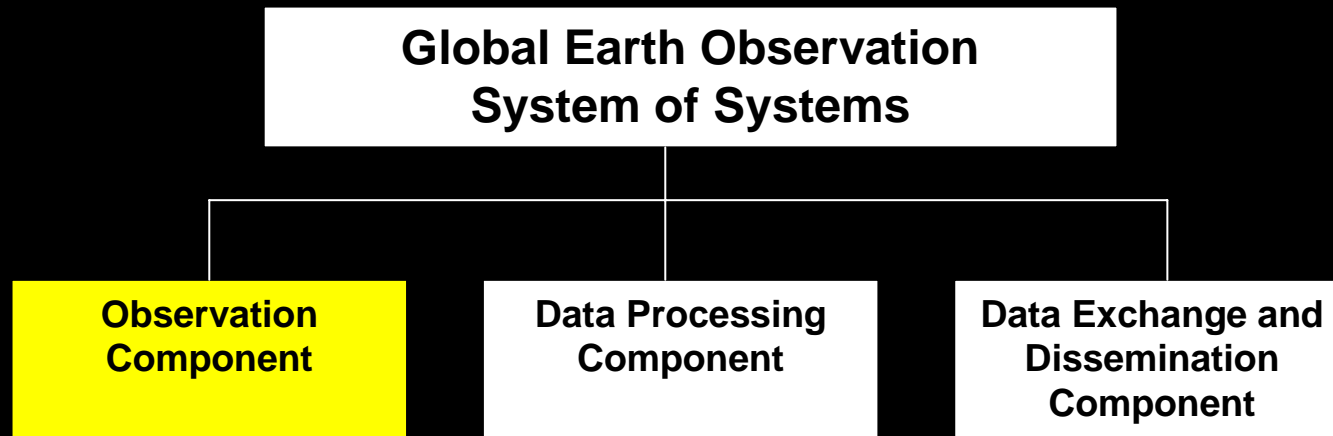 Global Earth Observation
System of Systems
Observation
Component
Data Processing
Component
Data Exchange and
Dissemination
Component